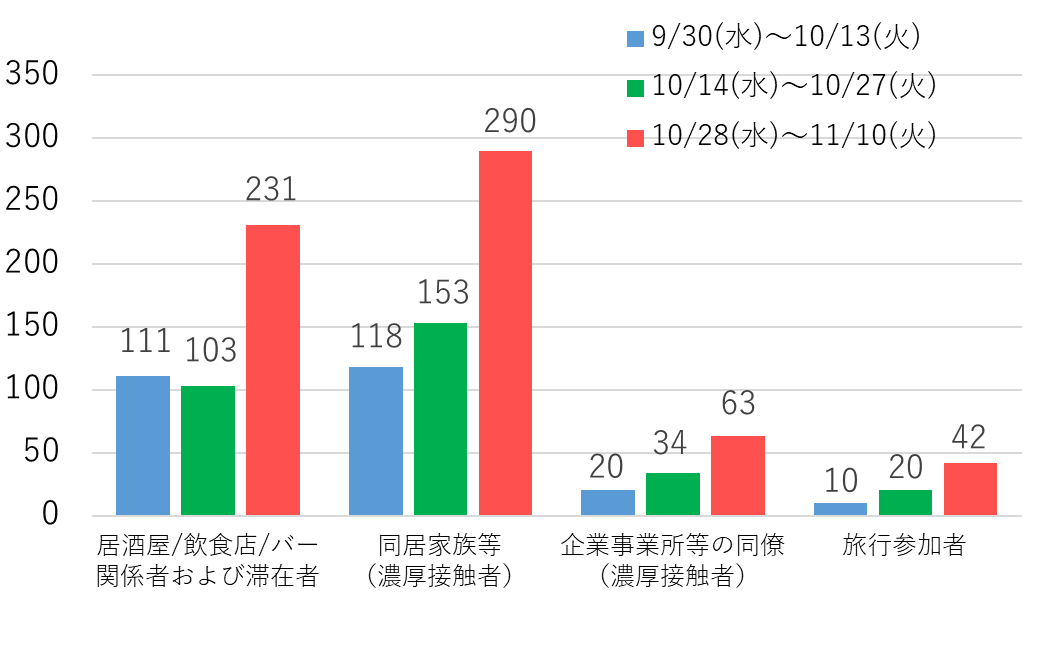 9/30(水)～10/13(火)
10/14(水)～10/27(火)
10/28(水)～11/10(火)
350
300
250
200
150
100
50
0
111
103
231
118
153
290
20
34
63
10
20
42
居酒屋/飲食店/バー
関係者および滞在者
同居家族等
（濃厚接触者）
企業事業所等の同僚
（濃厚接触者）
旅行参加者